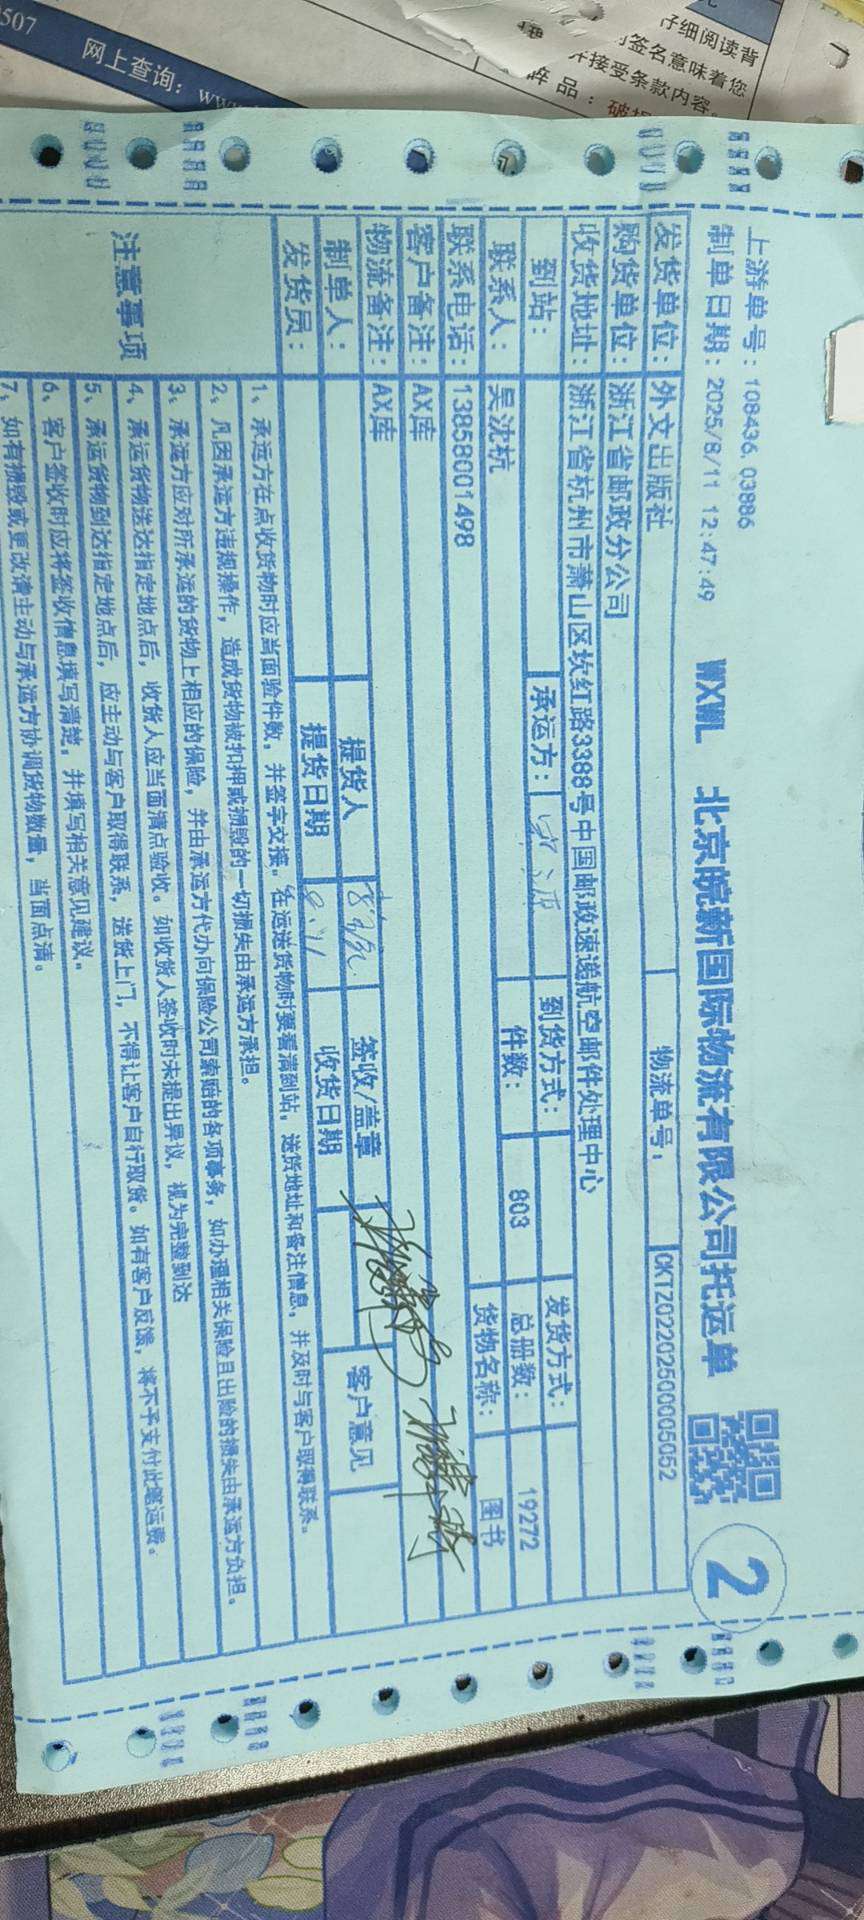 0507
网上查询：www.
仔细阅读背
签名意味着您
并接受条款内容。
碎品：破损
上游单号：108436,03886
制单日期：2025/8/11 12:47:49
WXWL 北京皖新国际物流有限公司托运单
2
发货单位：外文出版社
物流单号：
CKTZ02202500005052
购货单位：浙江省邮政分公司
收货地址：浙江省杭州市萧山区坎红路3388号中国邮政速递航空邮件处理中心
到站：
承运方：
到货方式：
发货方式：
联系人：吴沈杭
件数：803
总册数：19272
联系电话：13858001498
货物名称：图书
客户备注：AX库
物流备注：AX库
制单人：
提货人
签收/盖章
客户意见
发货员：
提货日期
收货日期
注意事项
1、承运方在点收货物时应当面验件数，并签字交接。在运送货物时要看清到站，送货地址和备注信息，并及时与客户取得联系。
2、凡因承运方违规操作，造成货物被扣押或损毁的一切损失由承运方承担。
3、承运方应对所承运的货物上相应的保险，并由承运方代办向保险公司索赔的各项事务，如办理相关保险且出险的损失由承运方负担。
4、承运货物送达指定地点后，收货人应当面清点验收。如收货人签收时未提出异议，视为完整到达
5、承运货物到达指定地点后，应主动与客户取得联系，送货上门，不得让客户自行取货。如有客户反馈，将不予支付此笔运费。
6、客户签收时应将签收信息填写清楚，并填写相关意见建议。
7、如有损毁或更改请主动与承运方协调货物数量，当面点清。